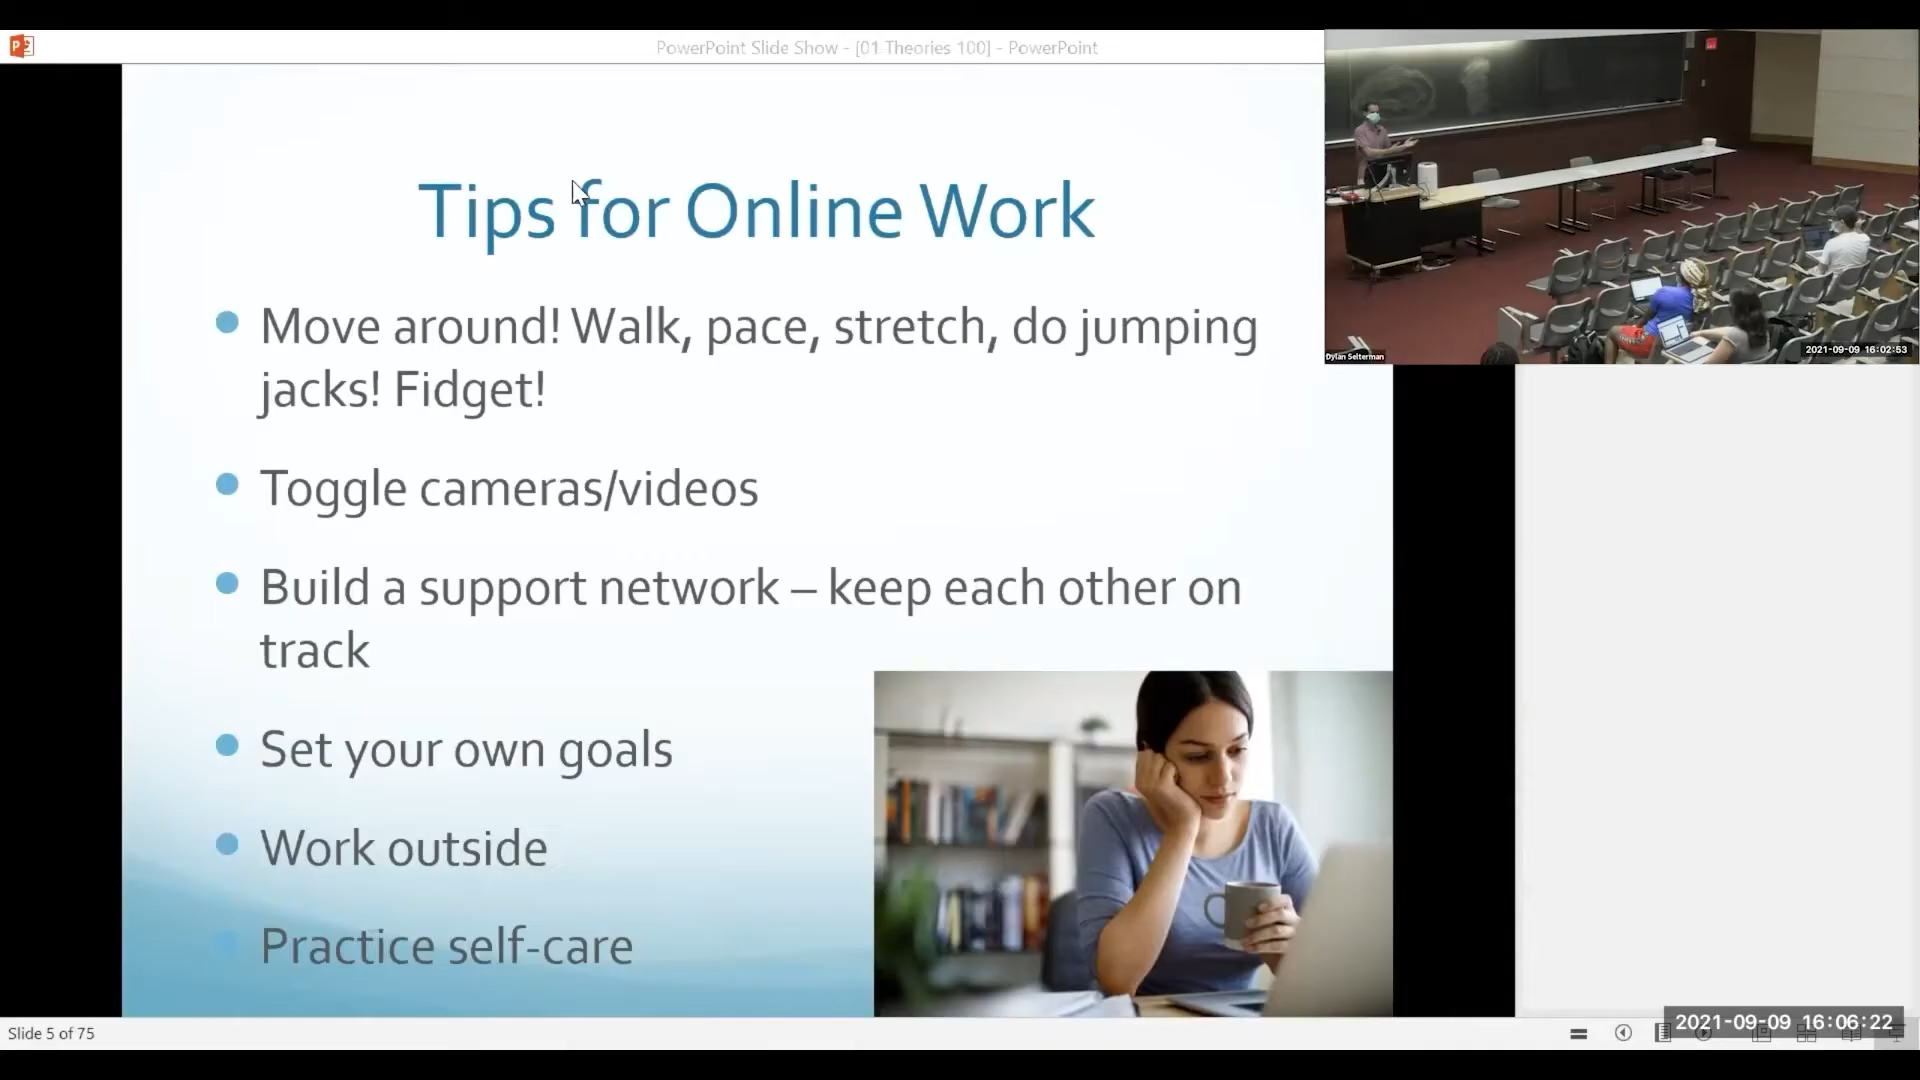 PowerPoint Slide Show - [01 Theories 100] - PowerPoint
Tips for Online Work
Move around! Walk, pace, stretch, do jumping
jacks! Fidget!
Toggle cameras/videos
Build a support network – keep each other on
track
Set your own goals
Work outside
Practice self-care
Dylan Selterman
2021-09-09 16:02:53
Slide 5 of 75
2021-09-09 16:06:22